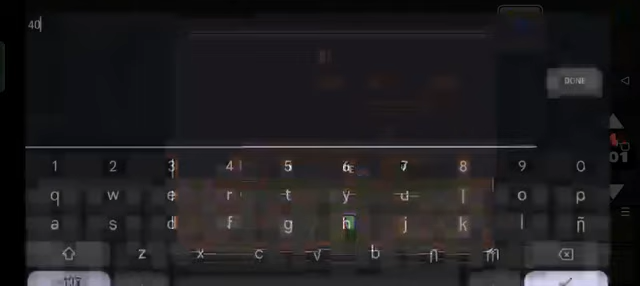 40
DONE
1 2 3 4 5 6 7 8 9 0
q w e r t y u o p
a s d f g h j k l ñ
z x c v b n m